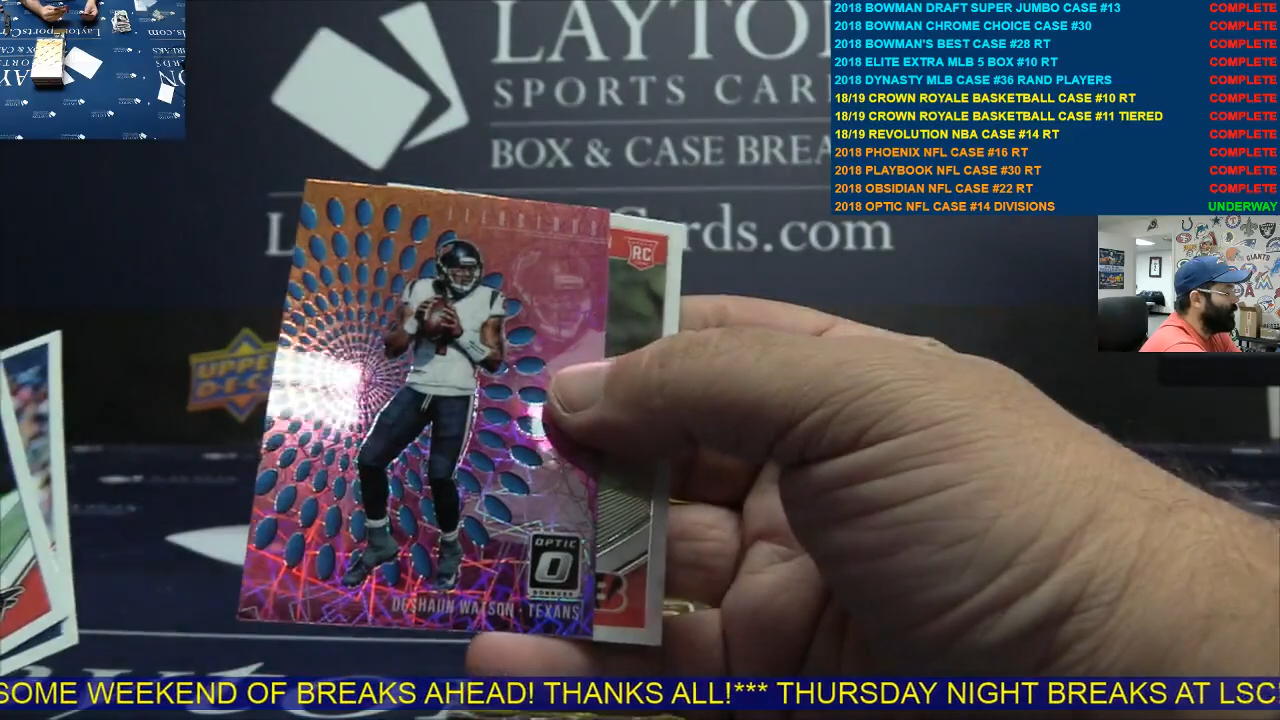 LAYTO
SPORTS CAR
BOX & CASE BREA
rds.com
2018 BOWMAN DRAFT SUPER JUMBO CASE #13 COMPLETE
2018 BOWMAN CHROME CHOICE CASE #30 COMPLETE
2018 BOWMAN'S BEST CASE #28 RT COMPLETE
2018 ELITE EXTRA MLB 5 BOX #10 RT COMPLETE
2018 DYNASTY MLB CASE #36 RAND PLAYERS COMPLETE
18/19 CROWN ROYALE BASKETBALL CASE #10 RT COMPLETE
18/19 CROWN ROYALE BASKETBALL CASE #11 TIERED COMPLETE
18/19 REVOLUTION NBA CASE #14 RT COMPLETE
2018 PHOENIX NFL CASE #16 RT COMPLETE
2018 PLAYBOOK NFL CASE #30 RT COMPLETE
2018 OBSIDIAN NFL CASE #22 RT COMPLETE
2018 OPTIC NFL CASE #14 DIVISIONS UNDERWAY
RC
UPPE
DEC
GIANTS
OPTIC
O
DONRUSS
DESHAUN WATSON · TEXANS
SOME WEEKEND OF BREAKS AHEAD! THANKS ALL!*** THURSDAY NIGHT BREAKS AT LSC